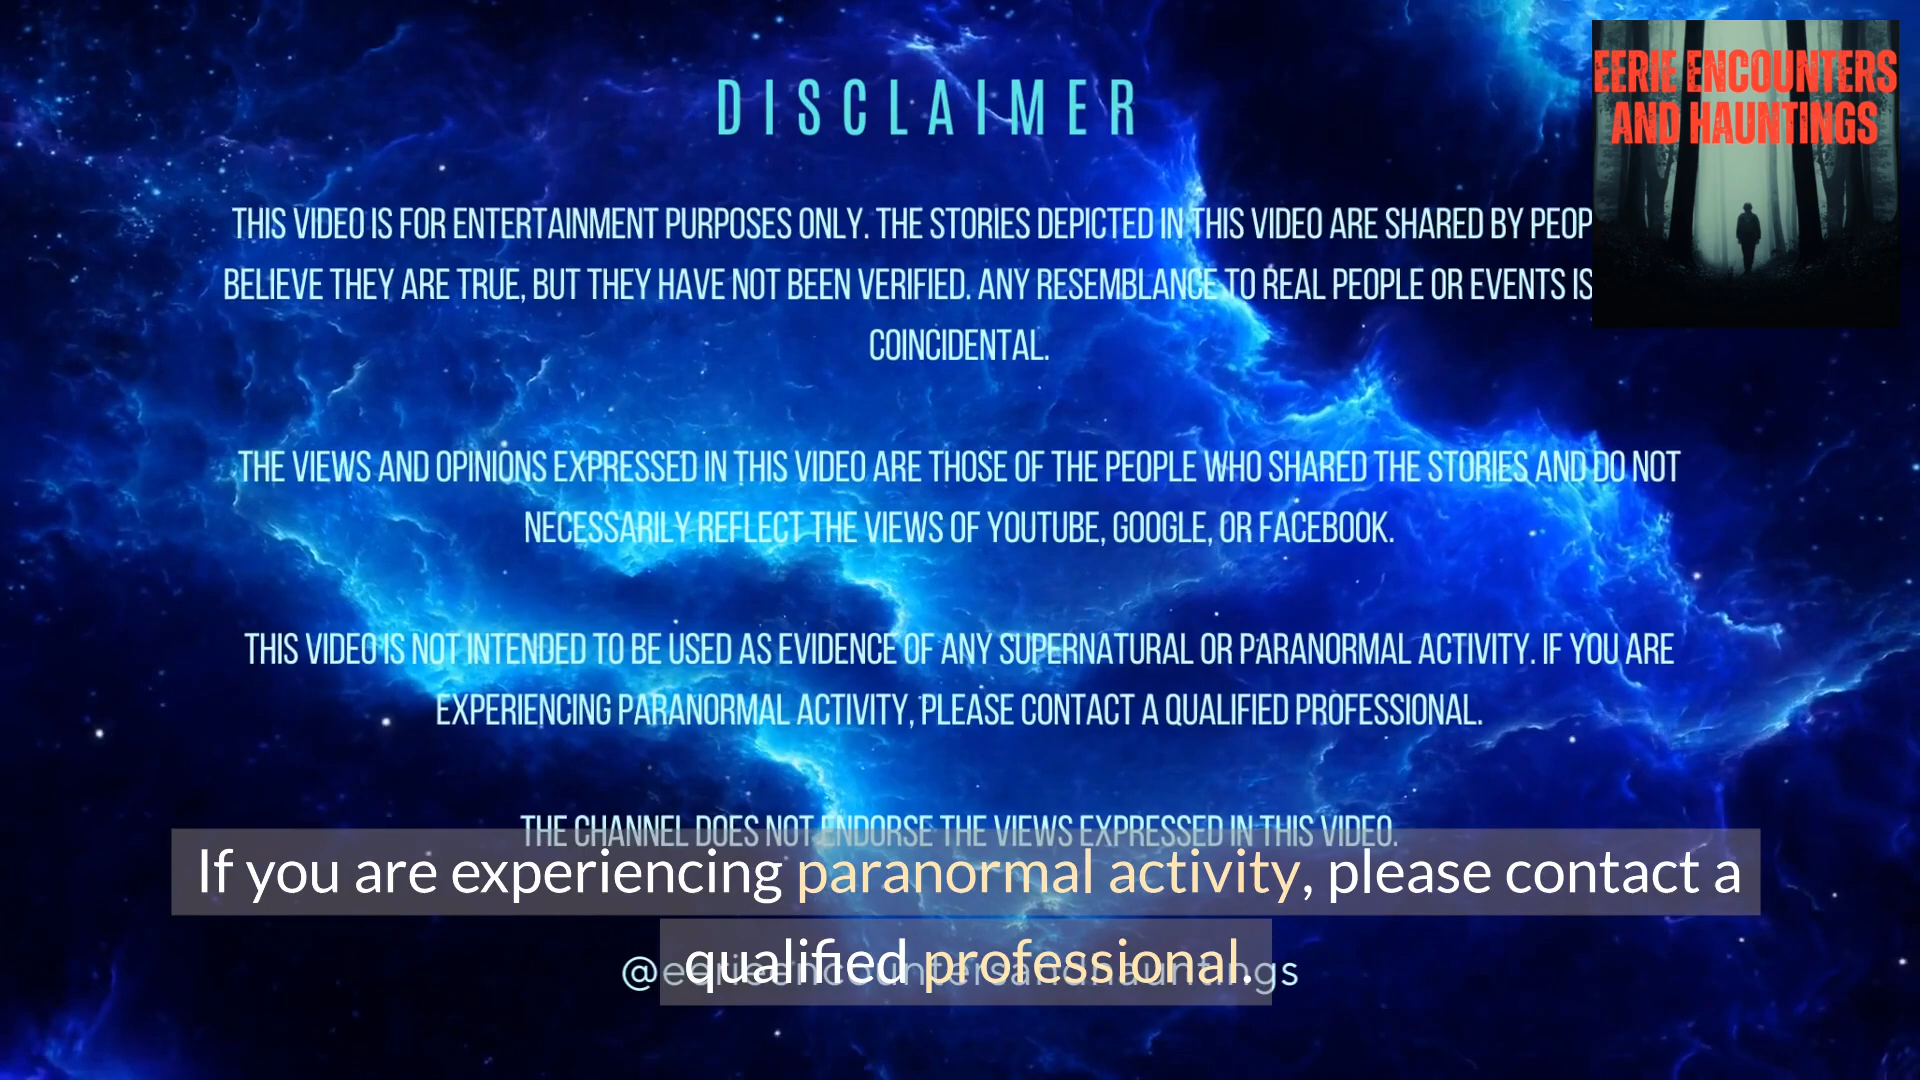 DISCLAIMER
EERIE ENCOUNTERS
AND HAUNTINGS
THIS VIDEO IS FOR ENTERTAINMENT PURPOSES ONLY. THE STORIES DEPICTED IN THIS VIDEO ARE SHARED BY PEOP
BELIEVE THEY ARE TRUE, BUT THEY HAVE NOT BEEN VERIFIED. ANY RESEMBLANCE TO REAL PEOPLE OR EVENTS IS
COINCIDENTAL.
THE VIEWS AND OPINIONS EXPRESSED IN THIS VIDEO ARE THOSE OF THE PEOPLE WHO SHARED THE STORIES AND DO NOT
NECESSARILY REFLECT THE VIEWS OF YOUTUBE, GOOGLE, OR FACEBOOK.
THIS VIDEO IS NOT INTENDED TO BE USED AS EVIDENCE OF ANY SUPERNATURAL OR PARANORMAL ACTIVITY. IF YOU ARE
EXPERIENCING PARANORMAL ACTIVITY, PLEASE CONTACT A QUALIFIED PROFESSIONAL.
THE CHANNEL DOES NOT ENDORSE THE VIEWS EXPRESSED IN THIS VIDEO.
If you are experiencing paranormal activity, please contact a
qualified professional.
@eerieencountersandhauntings